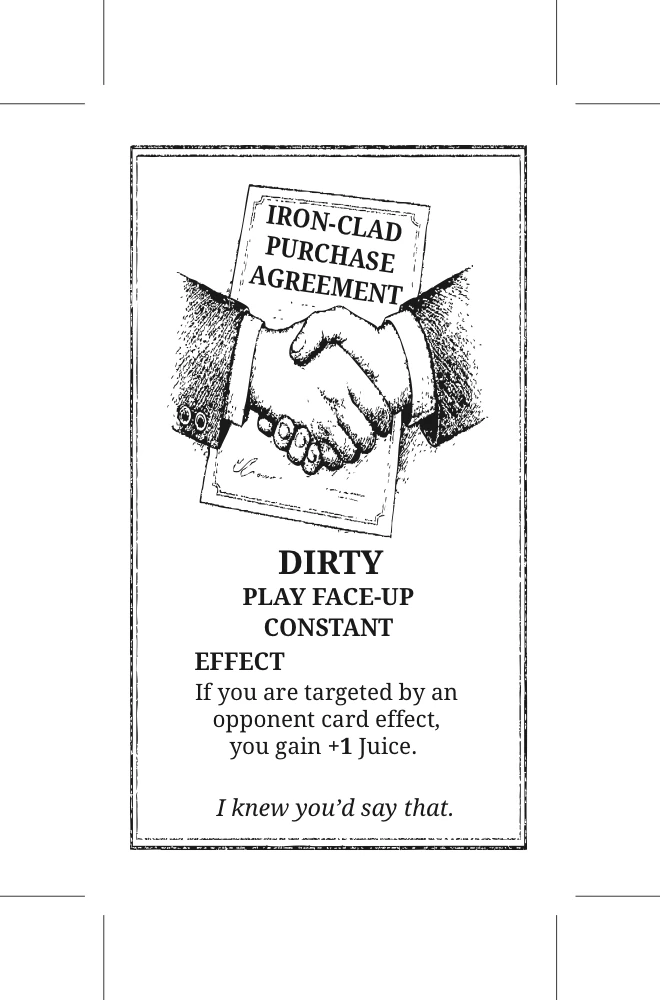 IRON-CLAD
PURCHASE
AGREEMENT
DIRTY
PLAY FACE-UP
CONSTANT
EFFECT
If you are targeted by an
opponent card effect,
you gain +1 Juice.
I knew you’d say that.